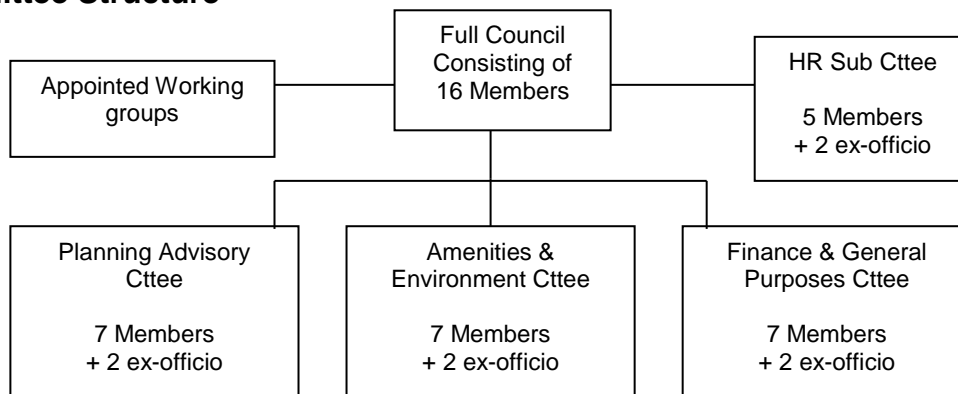 Structure
Full Council
Consisting of
16 Members
Appointed Working
groups
HR Sub Cttee
5 Members
+ 2 ex-officio
Planning Advisory
Cttee
7 Members
+ 2 ex-officio
Amenities &
Environment Cttee
7 Members
+ 2 ex-officio
Finance & General
Purposes Cttee
7 Members
+ 2 ex-officio